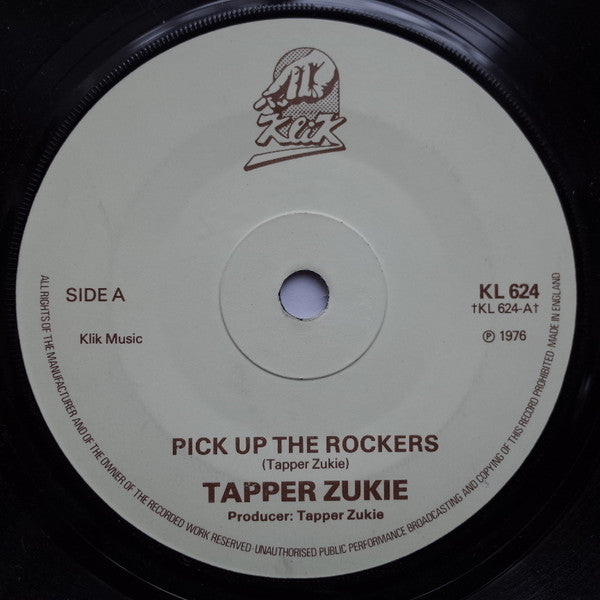 KliK
SIDE A
KL 624
†KL 624-A†
Klik Music
℗ 1976
PICK UP THE ROCKERS
(Tapper Zukie)
TAPPER ZUKIE
Producer: Tapper Zukie
ALL RIGHTS OF THE MANUFACTURER AND OF THE OWNER OF THE RECORDED WORK RESERVED·UNAUTHORISED PUBLIC PERFORMANCE BROADCASTING AND COPYING OF THIS RECORD PROHIBITED·MADE IN ENGLAND